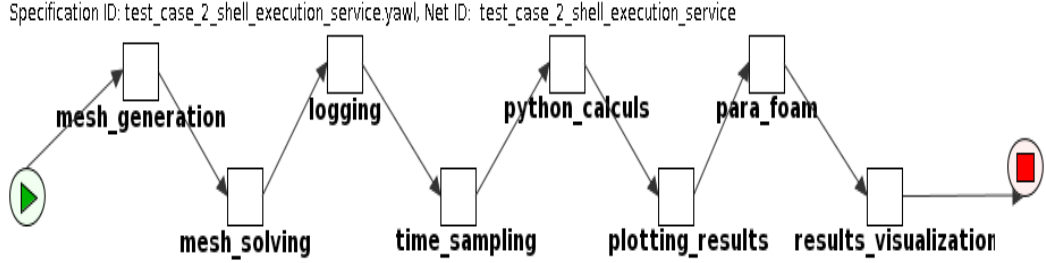 Specification ID: test_case_2_shell_execution_service.yawl, Net ID: test_case_2_shell_execution_service
mesh_generation
logging
python_calculs
para_foam
mesh_solving
time_sampling
plotting_results
results_visualization